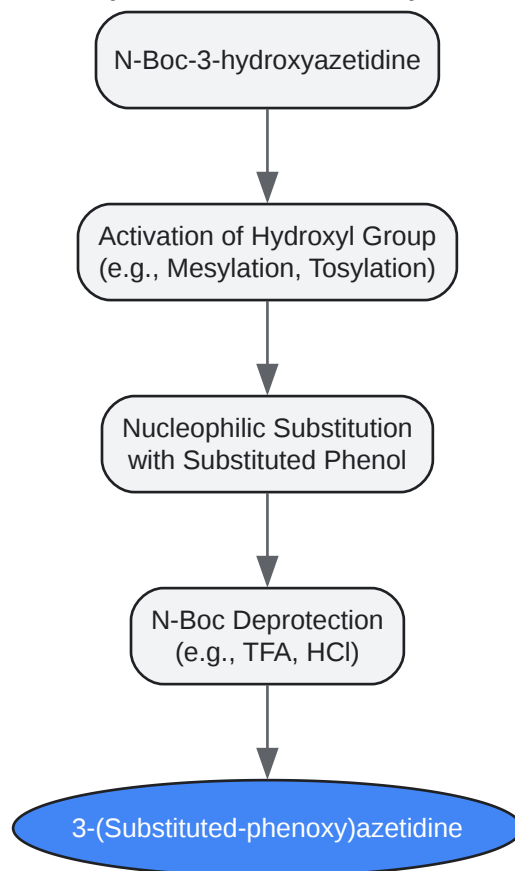 N-Boc-3-hydroxyazetidine
Activation of Hydroxyl Group
(e.g., Mesylation, Tosylation)
Nucleophilic Substitution
with Substituted Phenol
N-Boc Deprotection
(e.g., TFA, HCl)
3-(Substituted-phenoxy)azetidine